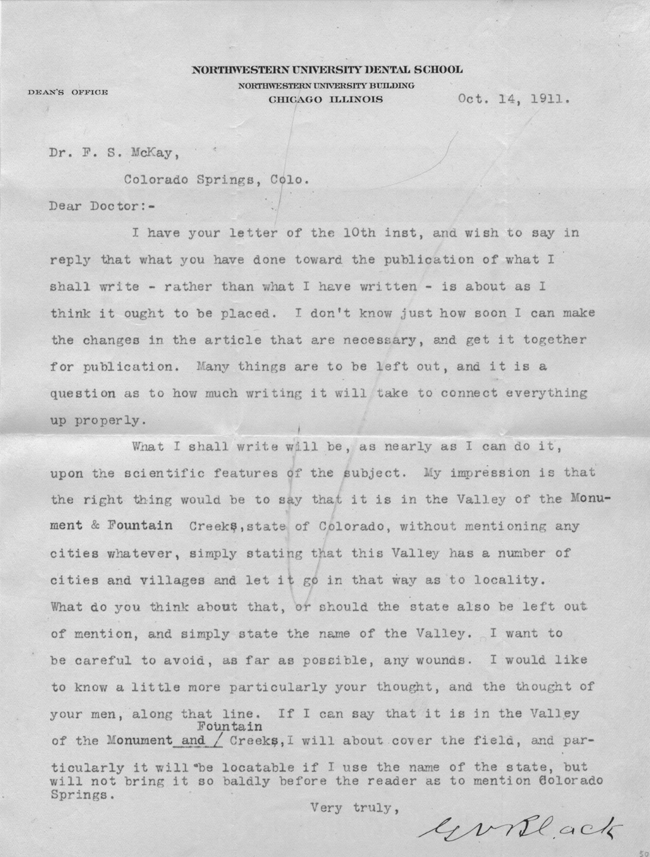 NORTHWESTERN UNIVERSITY DENTAL SCHOOL
NORTHWESTERN UNIVERSITY BUILDING
DEAN'S OFFICE
CHICAGO ILLINOIS
Oct. 14, 1911.
Dr. F. S. McKay,
Colorado Springs, Colo.
Dear Doctor:-
I have your letter of the 10th inst, and wish to say in
reply that what you have done toward the publication of what I
shall write - rather than what I have written - is about as I
think it ought to be placed. I don't know just how soon I can make
the changes in the article that are necessary, and get it together
for publication. Many things are to be left out, and it is a
question as to how much writing it will take to connect everything
up properly.
What I shall write will be, as nearly as I can do it,
upon the scientific features of the subject. My impression is that
the right thing would be to say that it is in the Valley of the Monu-
ment & Fountain Creeks,state of Colorado, without mentioning any
cities whatever, simply stating that this Valley has a number of
cities and villages and let it go in that way as to locality.
What do you think about that, or should the state also be left out
of mention, and simply state the name of the Valley. I want to
be careful to avoid, as far as possible, any wounds. I would like
to know a little more particularly your thought, and the thought of
your men, along that line. If I can say that it is in the Valley
Fountain
of the Monument and / Creeks,I will about cover the field, and par-
ticularly it will be locatable if I use the name of the state, but
will not bring it so baldly before the reader as to mention Colorado
Springs.
Very truly,
G V Black